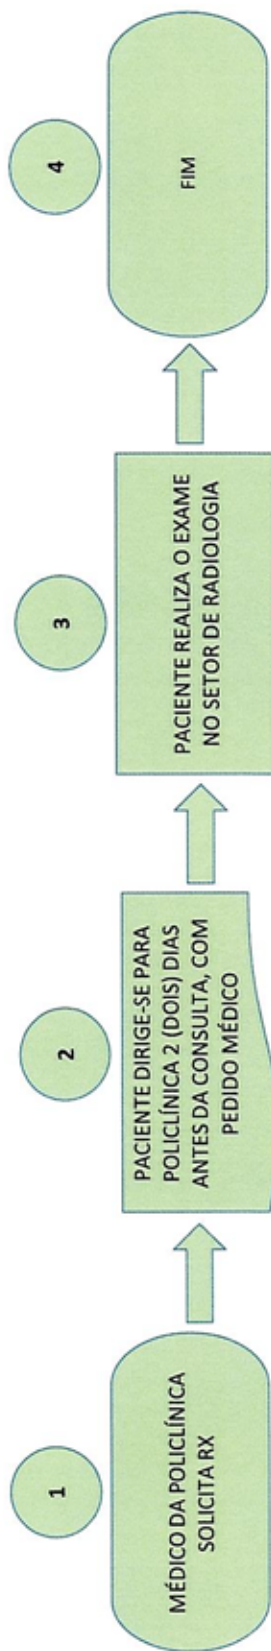 1
MÉDICO DA POLICLÍNICA
SOLICITA RX
2
PACIENTE DIRIGE-SE PARA
POLICLÍNICA 2 (DOIS) DIAS
ANTES DA CONSULTA, COM
PEDIDO MÉDICO
3
PACIENTE REALIZA O EXAME
NO SETOR DE RADIOLOGIA
4
FIM